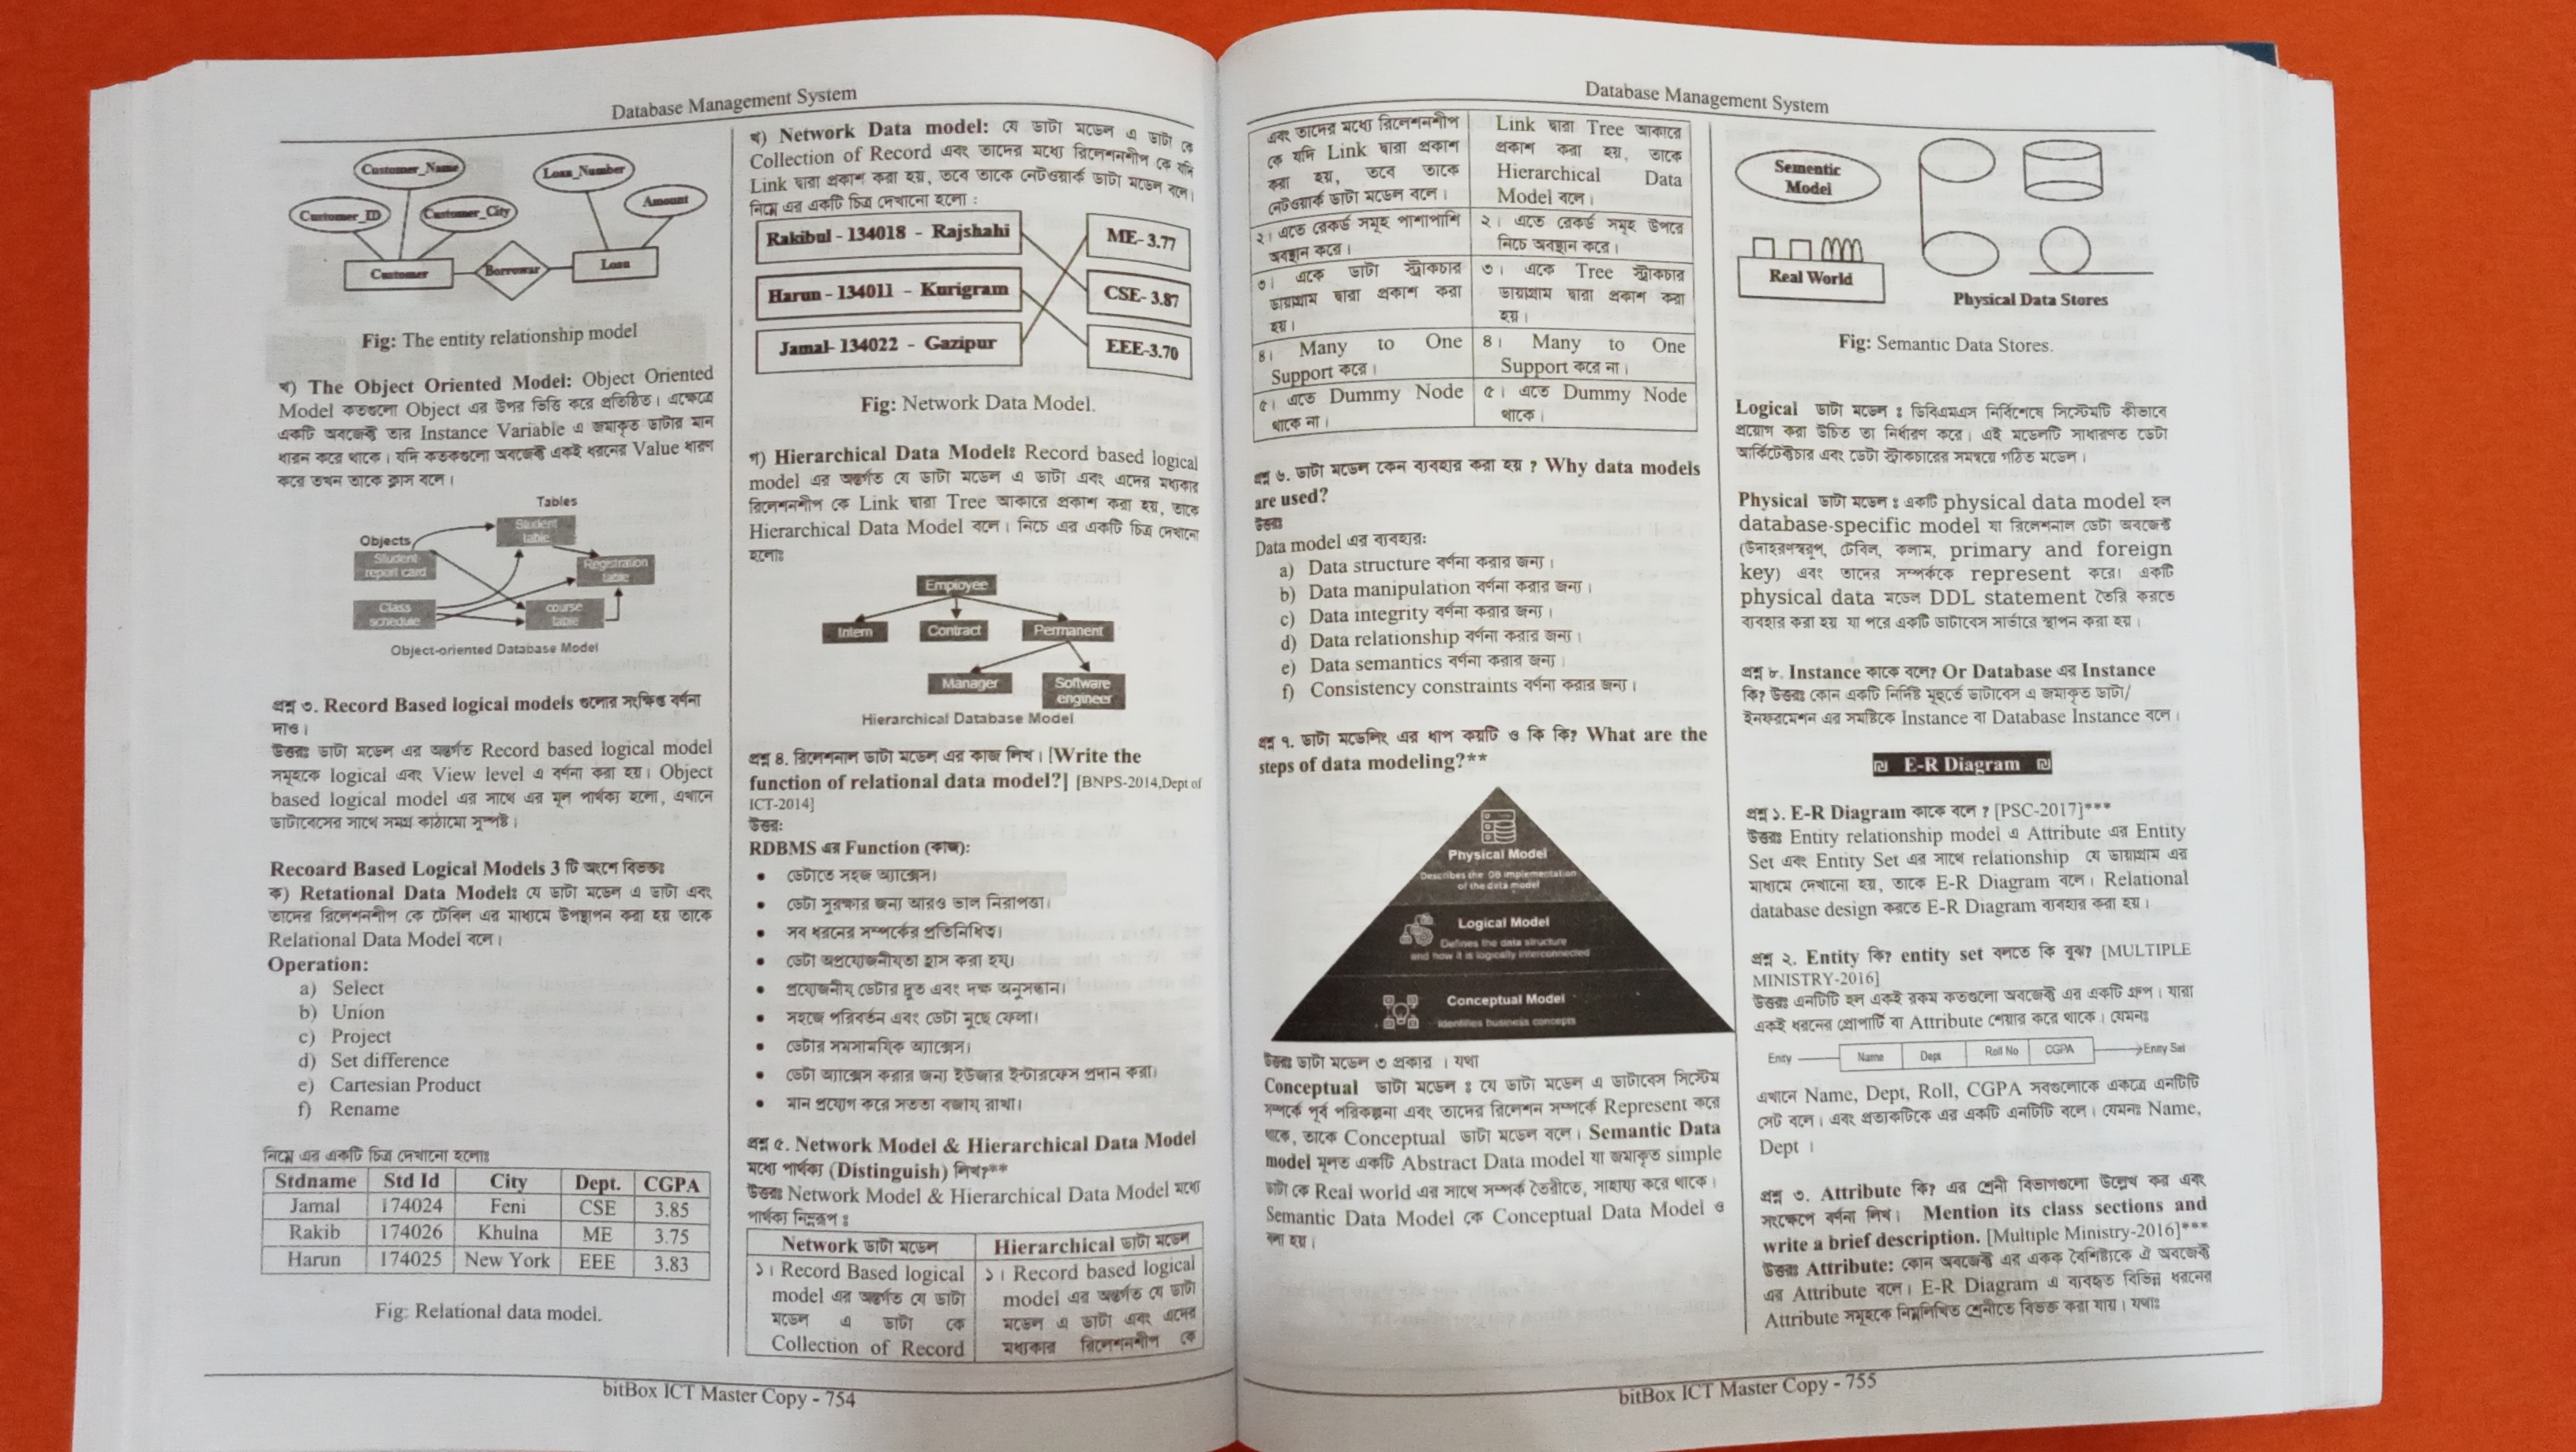 Database Management System
Customer_Name
Loan_Number
Customer_ID
Customer_City
Amount
Customer
Borrowar
Loan
Fig: The entity relationship model
খ) The Object Oriented Model: Object Oriented
Model কতগুলো Object এর উপর ভিত্তি করে প্রতিষ্ঠিত। এক্ষেত্রে
একটি অবজেক্ট তার Instance Variable এ জমাকৃত ডাটার মান
ধারন করে থাকে। যদি কতকগুলো অবজেক্ট একই ধরনের Value ধারণ
করে তখন তাকে ক্লাস বলে।
Tables
Student
table
Objects
Student
report card
Registration
table
Class
schedule
course
table
Object-oriented Database Model
প্রশ্ন ৩. Record Based logical models গুলোর সংক্ষিপ্ত বর্ণনা
দাও।
উত্তরঃ ডাটা মডেল এর অন্তর্গত Record based logical model
সমূহকে logical এবং View level এ বর্ণনা করা হয়। Object
based logical model এর সাথে এর মূল পার্থক্য হলো, এখানে
ডাটাবেসের সাথে সমগ্র কাঠামো সুস্পষ্ট।
Recoard Based Logical Models 3 টি অংশে বিভক্তঃ
ক) Retational Data Model: যে ডাটা মডেল এ ডাটা এবং
তাদের রিলেশনশীপ কে টেবিল এর মাধ্যমে উপস্থাপন করা হয় তাকে
Relational Data Model বলে।
Operation:
a) Select
b) Union
c) Project
d) Set difference
e) Cartesian Product
f) Rename
নিম্নে এর একটি চিত্র দেখানো হলোঃ
Stdname Std Id City Dept. CGPA
Jamal 174024 Feni CSE 3.85
Rakib 174026 Khulna ME 3.75
Harun 174025 New York EEE 3.83
Fig: Relational data model.
খ) Network Data model: যে ডাটা মডেল এ ডাটা কে
Collection of Record এবং তাদের মধ্যে রিলেশনশীপ কে যদি
Link দ্বারা প্রকাশ করা হয়, তবে তাকে নেটওয়ার্ক ডাটা মডেল বলে।
নিম্নে এর একটি চিত্র দেখানো হলো :
Rakibul - 134018 - Rajshahi
ME- 3.77
Harun - 134011 - Kurigram
CSE- 3.87
Jamal- 134022 - Gazipur
EEE-3.70
Fig: Network Data Model.
গ) Hierarchical Data Model: Record based logical
model এর অন্তর্গত যে ডাটা মডেল এ ডাটা এবং এদের মধ্যকার
রিলেশনশীপ কে Link দ্বারা Tree আকারে প্রকাশ করা হয়, তাকে
Hierarchical Data Model বলে। নিচে এর একটি চিত্র দেখানো
হলোঃ
Employee
Intern Contract Permanent
Manager
Software
engineer
Hierarchical Database Model
প্রশ্ন ৪. রিলেশনাল ডাটা মডেল এর কাজ লিখ। [Write the
function of relational data model?] [BNPS-2014,Dept of
ICT-2014]
উত্তর:
RDBMS এর Function (কাজ):
• ডেটাতে সহজ অ্যাক্সেস।
• ডেটা সুরক্ষার জন্য আরও ভাল নিরাপত্তা।
• সব ধরনের সম্পর্কের প্রতিনিধিত্ব।
• ডেটা অপ্রয়োজনীয়তা হ্রাস করা হয়।
• প্রয়োজনীয় ডেটার দ্রুত এবং দক্ষ অনুসন্ধান।
• সহজে পরিবর্তন এবং ডেটা মুছে ফেলা।
• ডেটার সমসাময়িক অ্যাক্সেস।
• ডেটা অ্যাক্সেস করার জন্য ইউজার ইন্টারফেস প্রদান করা।
• মান প্রয়োগ করে সততা বজায় রাখা।
প্রশ্ন ৫. Network Model & Hierarchical Data Model
মধ্যে পার্থক্য (Distinguish) লিখ?**
উত্তরঃ Network Model & Hierarchical Data Model মধ্যে
পার্থক্য নিম্নরূপ :
Network ডাটা মডেল Hierarchical ডাটা মডেল
১। Record Based logical
model এর অন্তর্গত যে ডাটা
মডেল এ ডাটা কে
Collection of Record
১। Record based logical
model এর অন্তর্গত যে ডাটা
মডেল এ ডাটা এবং এদের
মধ্যকার রিলেশনশীপ কে
bitBox ICT Master Copy - 754
Database Management System
এবং তাদের মধ্যে রিলেশনশীপ
কে যদি Link দ্বারা প্রকাশ
করা হয়, তবে তাকে
নেটওয়ার্ক ডাটা মডেল বলে।
Link দ্বারা Tree আকারে
প্রকাশ করা হয়, তাকে
Hierarchical Data
Model বলে।
২। এতে রেকর্ড সমূহ পাশাপাশি
অবস্থান করে।
২। এতে রেকর্ড সমূহ উপরে
নিচে অবস্থান করে।
৩। একে ডাটা স্ট্রাকচার
ডায়াগ্রাম দ্বারা প্রকাশ করা
হয়।
৩। একে Tree স্ট্রাকচার
ডায়াগ্রাম দ্বারা প্রকাশ করা
হয়।
৪। Many to One
Support করে।
৪। Many to One
Support করে না।
৫। এতে Dummy Node
থাকে না।
৫। এতে Dummy Node
থাকে।
প্রশ্ন ৬. ডাটা মডেল কেন ব্যবহার করা হয় ? Why data models
are used?
উত্তরঃ
Data model এর ব্যবহার:
a) Data structure বর্ণনা করার জন্য।
b) Data manipulation বর্ণনা করার জন্য।
c) Data integrity বর্ণনা করার জন্য।
d) Data relationship বর্ণনা করার জন্য।
e) Data semantics বর্ণনা করার জন্য।
f) Consistency constraints বর্ণনা করার জন্য।
প্রশ্ন ৭. ডাটা মডেলিং এর ধাপ কয়টি ও কি কি? What are the
steps of data modeling?**
Physical Model
Describes the DB implementation
of the data model
Logical Model
Defines the data structure
and how it is logically interconnected
Conceptual Model
Identifies business concepts
উত্তরঃ ডাটা মডেল ৩ প্রকার । যথা
Conceptual ডাটা মডেল : যে ডাটা মডেল এ ডাটাবেস সিস্টেম
সম্পর্কে পূর্ব পরিকল্পনা এবং তাদের রিলেশন সম্পর্কে Represent করে
থাকে, তাকে Conceptual ডাটা মডেল বলে। Semantic Data
model মূলত একটি Abstract Data model যা জমাকৃত simple
ডাটা কে Real world এর সাথে সম্পর্ক তৈরীতে, সাহায্য করে থাকে।
Semantic Data Model কে Conceptual Data Model ও
বলা হয়।
Sementic
Model
Real World
Physical Data Stores
Fig: Semantic Data Stores.
Logical ডাটা মডেল : ডিবিএমএস নির্বিশেষে সিস্টেমটি কীভাবে
প্রয়োগ করা উচিত তা নির্ধারণ করে। এই মডেলটি সাধারণত ডেটা
আর্কিটেক্টচার এবং ডেটা স্ট্রাকচারের সমন্বয়ে গঠিত মডেল।
Physical ডাটা মডেল : একটি physical data model হল
database-specific model যা রিলেশনাল ডেটা অবজেক্ট
(উদাহরণস্বরূপ, টেবিল, কলাম, primary and foreign
key) এবং তাদের সম্পর্ককে represent করে। একটি
physical data মডেল DDL statement তৈরি করতে
ব্যবহার করা হয় যা পরে একটি ডাটাবেস সার্ভারে স্থাপন করা হয়।
প্রশ্ন ৮. Instance কাকে বলে? Or Database এর Instance
কি? উত্তরঃ কোন একটি নির্দিষ্ট মূহুর্তে ডাটাবেস এ জমাকৃত ডাটা/
ইনফরমেশন এর সমষ্টিকে Instance বা Database Instance বলে।
E-R Diagram
প্রশ্ন ১. E-R Diagram কাকে বলে ? [PSC-2017]***
উত্তরঃ Entity relationship model এ Attribute এর Entity
Set এবং Entity Set এর সাথে relationship যে ডায়াগ্রাম এর
মাধ্যমে দেখানো হয়, তাকে E-R Diagram বলে। Relational
database design করতে E-R Diagram ব্যবহার করা হয়।
প্রশ্ন ২. Entity কি? entity set বলতে কি বুঝ? [MULTIPLE
MINISTRY-2016]
উত্তরঃ এনটিটি হল একই রকম কতগুলো অবজেক্ট এর একটি গ্রুপ। যারা
একই ধরনের প্রোপার্টি বা Attribute শেয়ার করে থাকে। যেমনঃ
Enity Name Dept Roll No CGPA Enity Set
এখানে Name, Dept, Roll, CGPA সবগুলোকে একত্রে এনটিটি
সেট বলে। এবং প্রত্যকটিকে এর একটি এনটিটি বলে। যেমনঃ Name,
Dept ।
প্রশ্ন ৩. Attribute কি? এর শ্রেনী বিভাগগুলো উল্লেখ কর এবং
সংক্ষেপে বর্ণনা লিখ। Mention its class sections and
write a brief description. [Multiple Ministry-2016]***
উত্তরঃ Attribute: কোন অবজেক্ট এর একক বৈশিষ্ট্যকে ঐ অবজেক্ট
এর Attribute বলে। E-R Diagram এ ব্যবহৃত বিভিন্ন ধরনের
Attribute সমূহকে নিম্নলিখিত শ্রেনীতে বিভক্ত করা যায়। যথাঃ
bitBox ICT Master Copy - 755